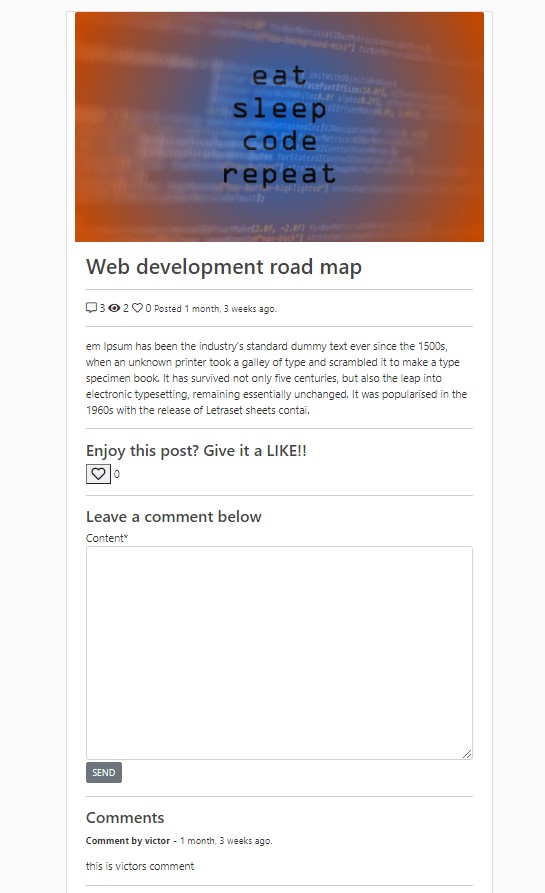 eat
sleep
code
repeat
Web development road map
3 2 0 Posted 1 month, 3 weeks ago.
em Ipsum has been the industry's standard dummy text ever since the 1500s,
when an unknown printer took a galley of type and scrambled it to make a type
specimen book. It has survived not only five centuries, but also the leap into
electronic typesetting, remaining essentially unchanged. It was popularised in the
1960s with the release of Letraset sheets contai.
Enjoy this post? Give it a LIKE!!
0
Leave a comment below
Content*
SEND
Comments
Comment by victor - 1 month, 3 weeks ago.
this is victors comment